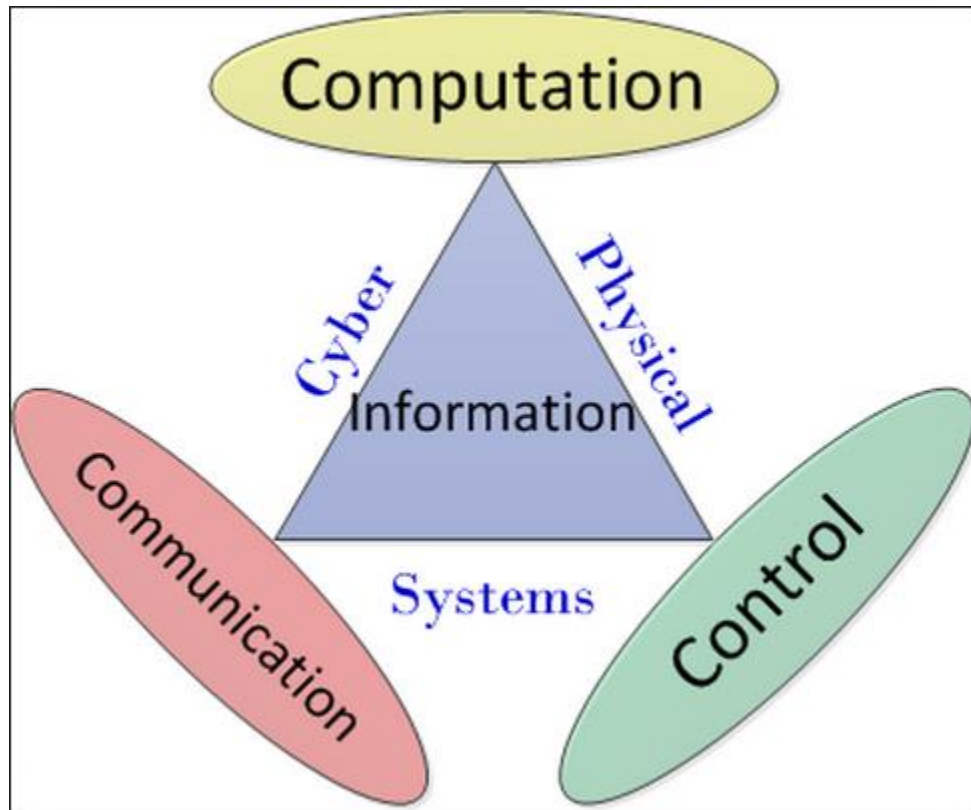 Computation
Cyber
Physical
Information
Communication
Systems
Control